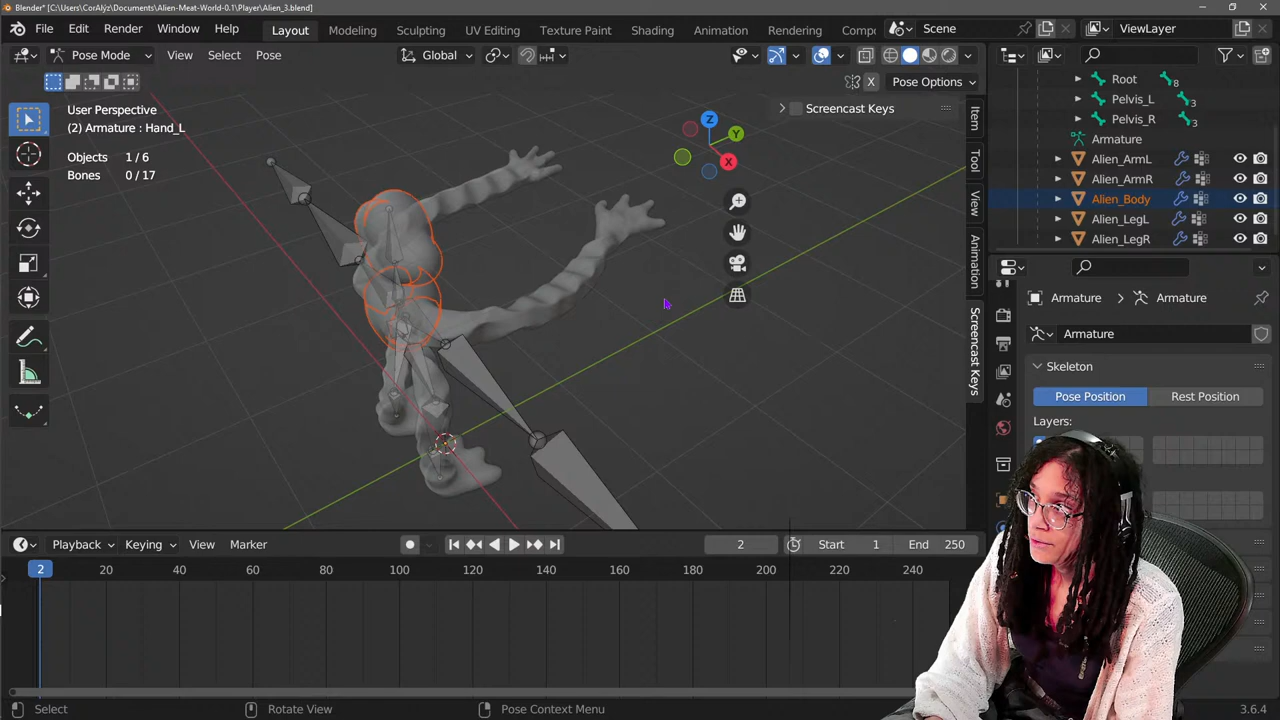 Blender* [C:\Users\CorAlýz\Documents\Alien-Meat-World-0.1\Player\Alien_3.blend]
File Edit Render Window Help Layout Modeling Sculpting UV Editing Texture Paint Shading Animation Rendering Compo Scene ViewLayer
Pose Mode View Select Pose Global
X Pose Options
User Perspective
(2) Armature : Hand_L
Objects 1/6
Bones 0/17
Screencast Keys
Z
Y
X
Item
Tool
View
Animation
Screencast Keys
Root 8
Pelvis_L 3
Pelvis_R 3
Armature
Alien_ArmL
Alien_ArmR
Alien_Body
Alien_LegL
Alien_LegR
Armature Armature
Armature
Skeleton
Pose Position Rest Position
Layers:
Playback Keying View Marker 2 Start 1 End 250
2 20 40 60 80 100 120 140 160 180 200 220 240
Select Rotate View Pose Context Menu 3.6.4